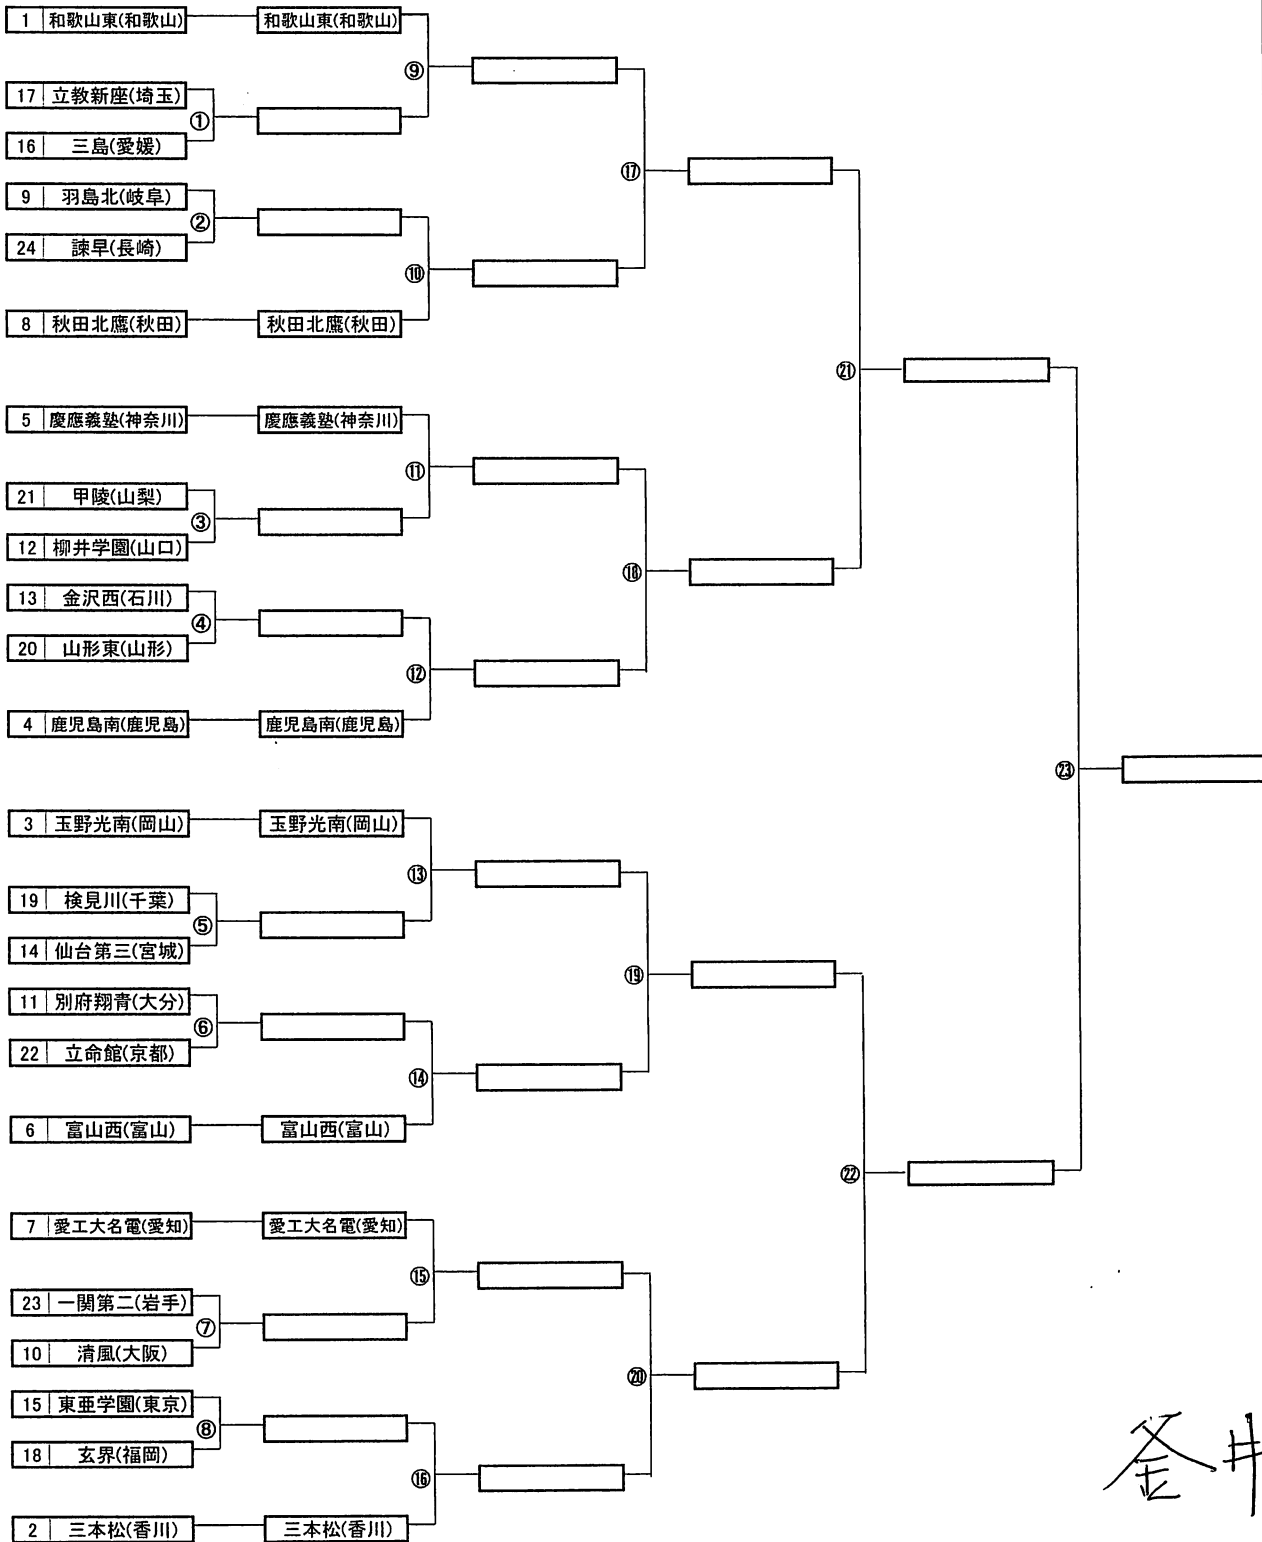 1 和歌山東(和歌山) 和歌山東(和歌山)
⑨
17 立教新座(埼玉)
①
16 三島(愛媛)
⑰
9 羽島北(岐阜)
②
24 諫早(長崎)
⑩
8 秋田北鷹(秋田) 秋田北鷹(秋田)
㉑
5 慶應義塾(神奈川) 慶應義塾(神奈川)
⑪
21 甲陵(山梨)
③
12 柳井学園(山口)
⑱
13 金沢西(石川)
④
20 山形東(山形)
⑫
4 鹿児島南(鹿児島) 鹿児島南(鹿児島)
㉓
3 玉野光南(岡山) 玉野光南(岡山)
⑬
19 検見川(千葉)
⑤
14 仙台第三(宮城)
⑲
11 別府翔青(大分)
⑥
22 立命館(京都)
⑭
6 富山西(富山) 富山西(富山)
㉒
7 愛工大名電(愛知) 愛工大名電(愛知)
⑮
23 一関第二(岩手)
⑦
10 清風(大阪)
⑳
15 東亜学園(東京)
⑧
18 玄界(福岡)
⑯
2 三本松(香川) 三本松(香川)
釜井